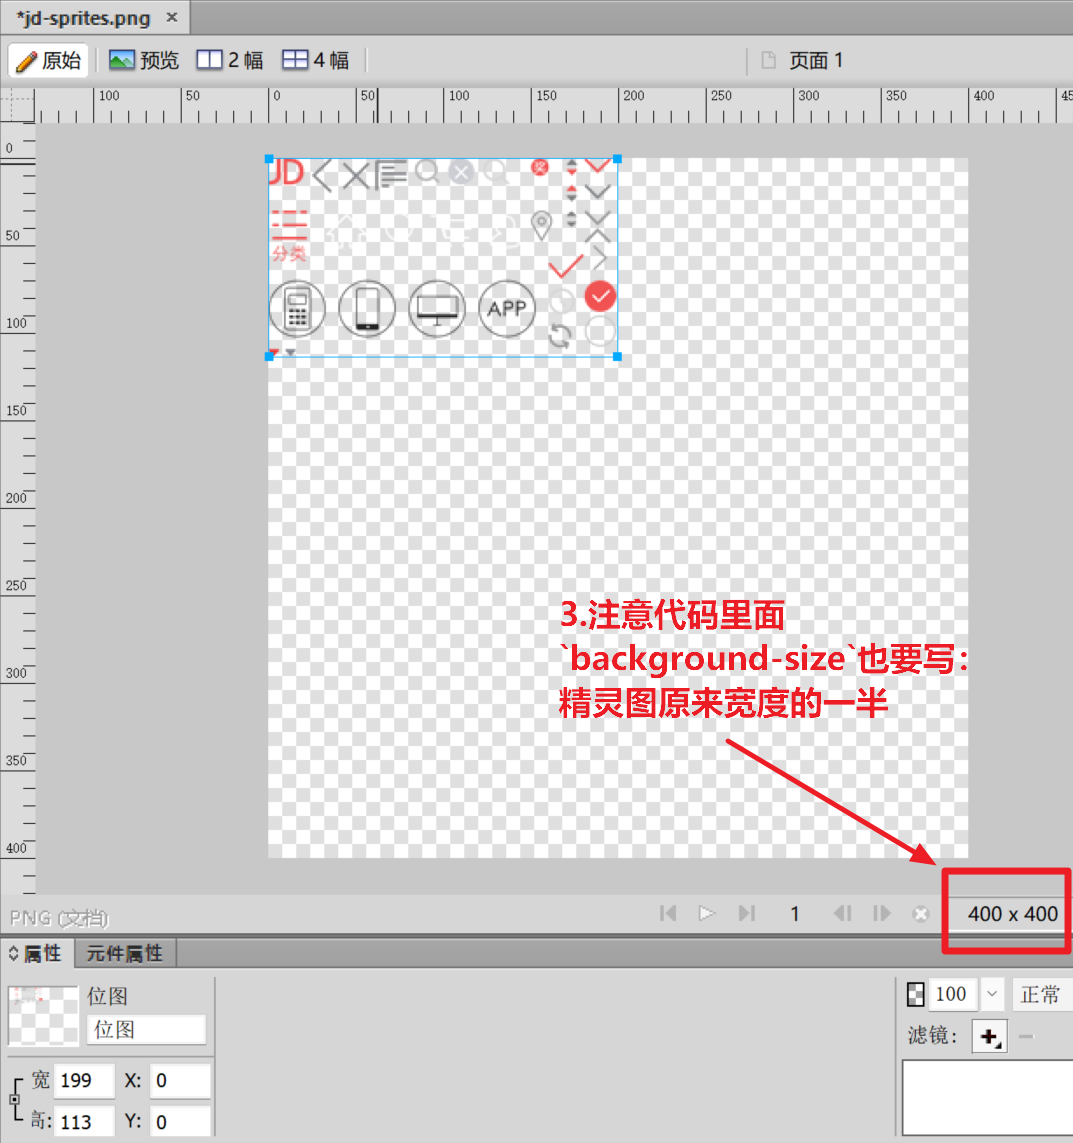 *jd-sprites.png ×
原始 预览 2 幅 4 幅 页面 1
100 50 0 50 100 150 200 250 300 350 400 45
0
50
100
150
200
250
300
350
400
JD
分类
APP
3.注意代码里面
`background-size`也要写：
精灵图原来宽度的一半
PNG (文档) 1 400 x 400
属性 元件属性
位图 100 正常
位图
滤镜：
宽 199 X: 0
高: 113 Y: 0